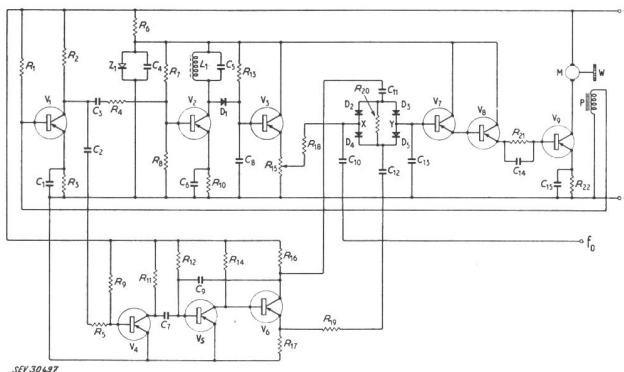 R6
M
W
R1
R2
Z1
C4
R7
L1
C5
R13
C11
P
R20
V1
C3
R4
V2
D1
V3
D2
D3
X
Y
V7
V8
V9
R18
D4
D5
R21
C2
R8
C8
R15
C10
C12
C13
C14
C1
R3
C6
R10
C15
R22
f0
R9
R11
R12
R14
R16
C9
R5
V4
C7
V5
V6
R19
R17
SEV 30497